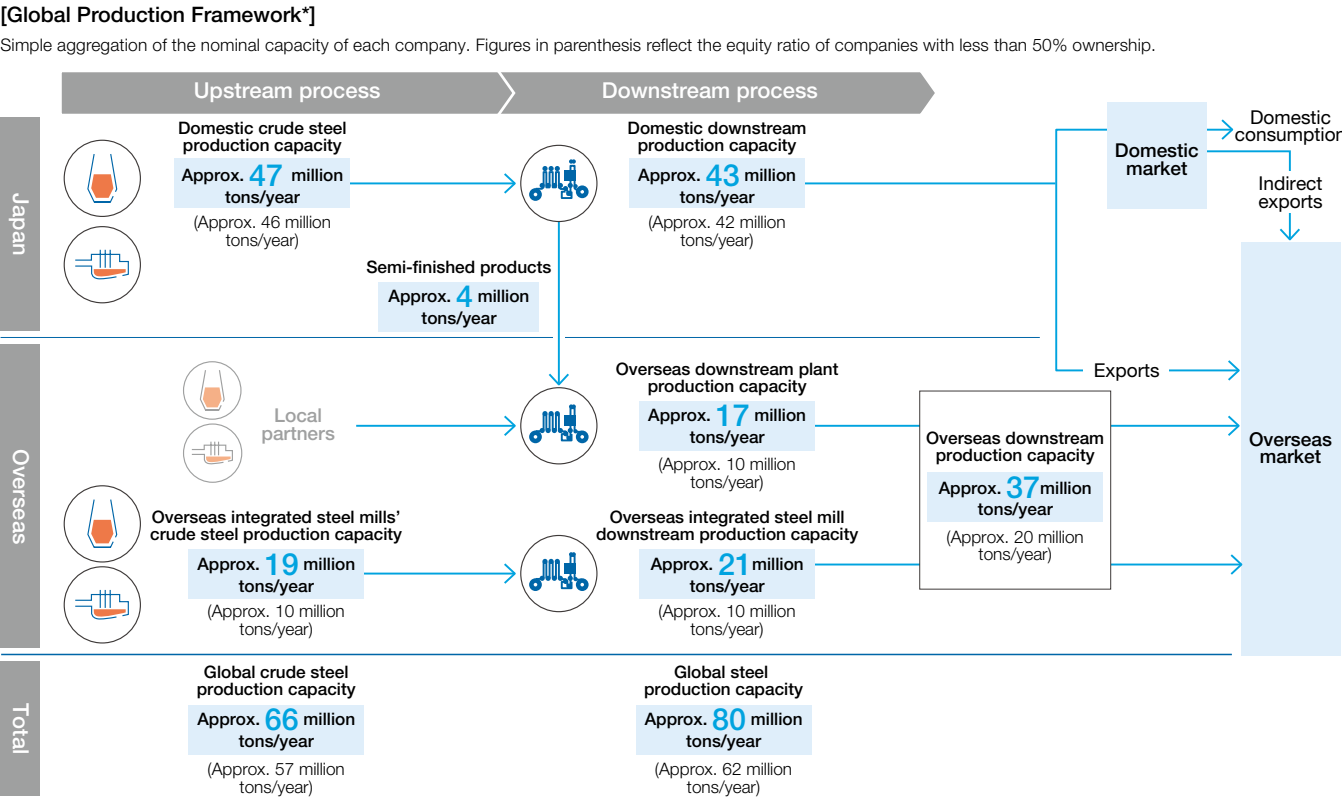 [Global Production Framework*]
Simple aggregation of the nominal capacity of each company. Figures in parenthesis reflect the equity ratio of companies with less than 50% ownership.
Upstream process
Downstream process
Japan
Domestic crude steel
production capacity
Approx. 47 million
tons/year
(Approx. 46 million
tons/year)
Domestic downstream
production capacity
Approx. 43 million
tons/year
(Approx. 42 million
tons/year)
Domestic
market
Domestic
consumption
Indirect
exports
Semi-finished products
Approx. 4 million
tons/year
Exports
Overseas
market
Overseas
Local
partners
Overseas downstream plant
production capacity
Approx. 17 million
tons/year
(Approx. 10 million
tons/year)
Overseas downstream
production capacity
Approx. 37 million
tons/year
(Approx. 20 million
tons/year)
Overseas integrated steel mills’
crude steel production capacity
Approx. 19 million
tons/year
(Approx. 10 million
tons/year)
Overseas integrated steel mill
downstream production capacity
Approx. 21 million
tons/year
(Approx. 10 million
tons/year)
Total
Global crude steel
production capacity
Approx. 66 million
tons/year
(Approx. 57 million
tons/year)
Global steel
production capacity
Approx. 80 million
tons/year
(Approx. 62 million
tons/year)